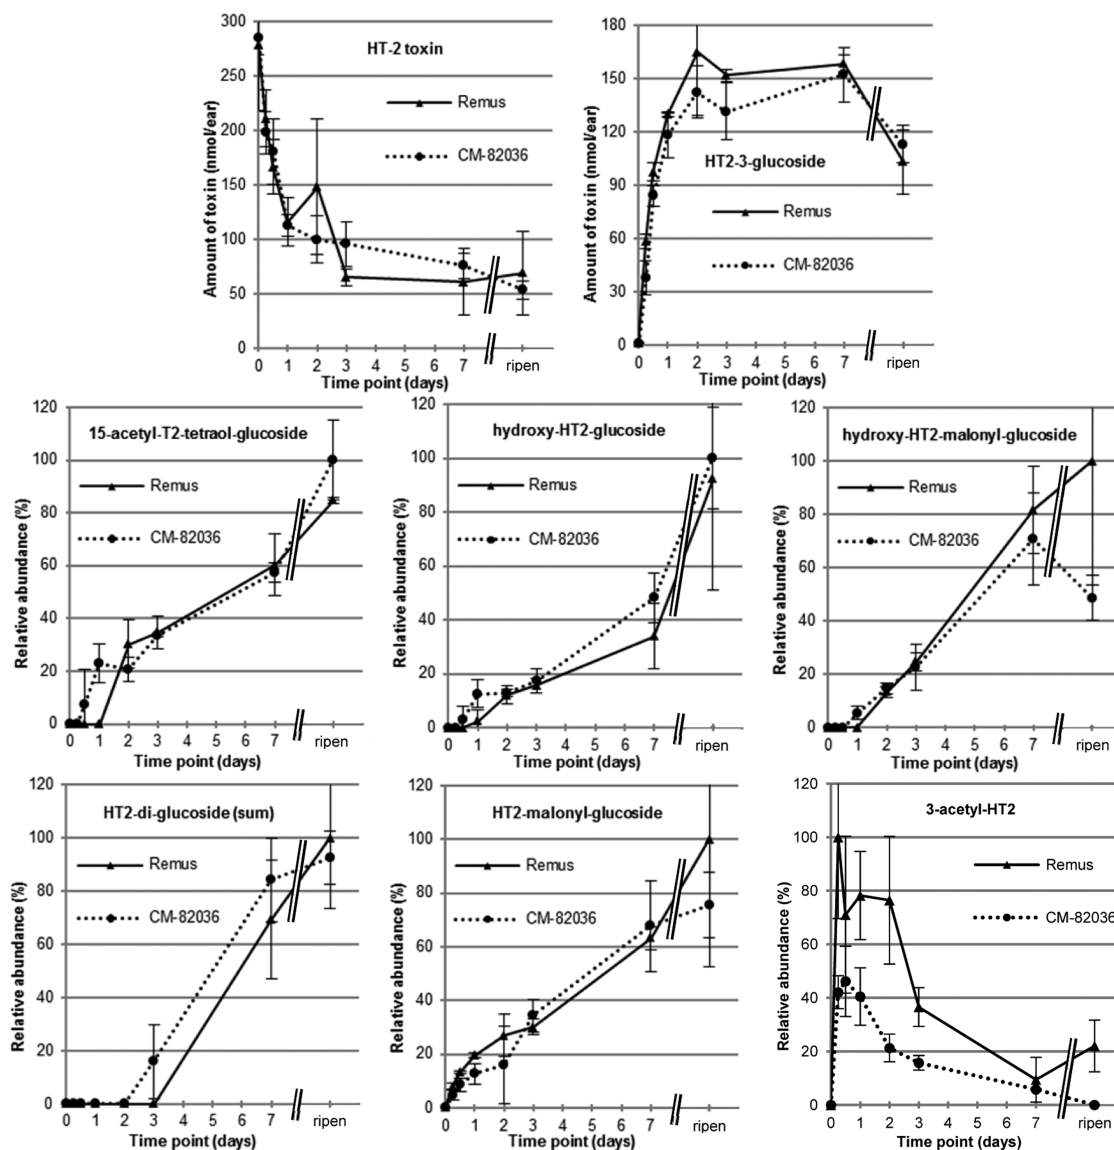 HT-2 toxin
Remus
CM-82036
Amount of toxin (nmol/ear)
300
250
200
150
100
50
0
0 1 2 3 4 5 6 7 ripen
Time point (days)
HT2-3-glucoside
Remus
CM-82036
Amount of toxin (nmol/ear)
180
150
120
90
60
30
0
0 1 2 3 4 5 6 7 ripen
Time point (days)
15-acetyl-T2-tetraol-glucoside
Remus
CM-82036
Relative abundance (%)
120
100
80
60
40
20
0
0 1 2 3 4 5 6 7 ripen
Time point (days)
hydroxy-HT2-glucoside
Remus
CM-82036
Relative abundance (%)
120
100
80
60
40
20
0
0 1 2 3 4 5 6 7 ripen
Time point (days)
hydroxy-HT2-malonyl-glucoside
Remus
CM-82036
Relative abundance (%)
120
100
80
60
40
20
0
0 1 2 3 4 5 6 7 ripen
Time point (days)
HT2-di-glucoside (sum)
Remus
CM-82036
Relative abundance (%)
120
100
80
60
40
20
0
0 1 2 3 4 5 6 7 ripen
Time point (days)
HT2-malonyl-glucoside
Remus
CM-82036
Relative abundance (%)
120
100
80
60
40
20
0
0 1 2 3 4 5 6 7 ripen
Time point (days)
3-acetyl-HT2
Remus
CM-82036
Relative abundance (%)
120
100
80
60
40
20
0
0 1 2 3 4 5 6 7 ripen
Time point (days)